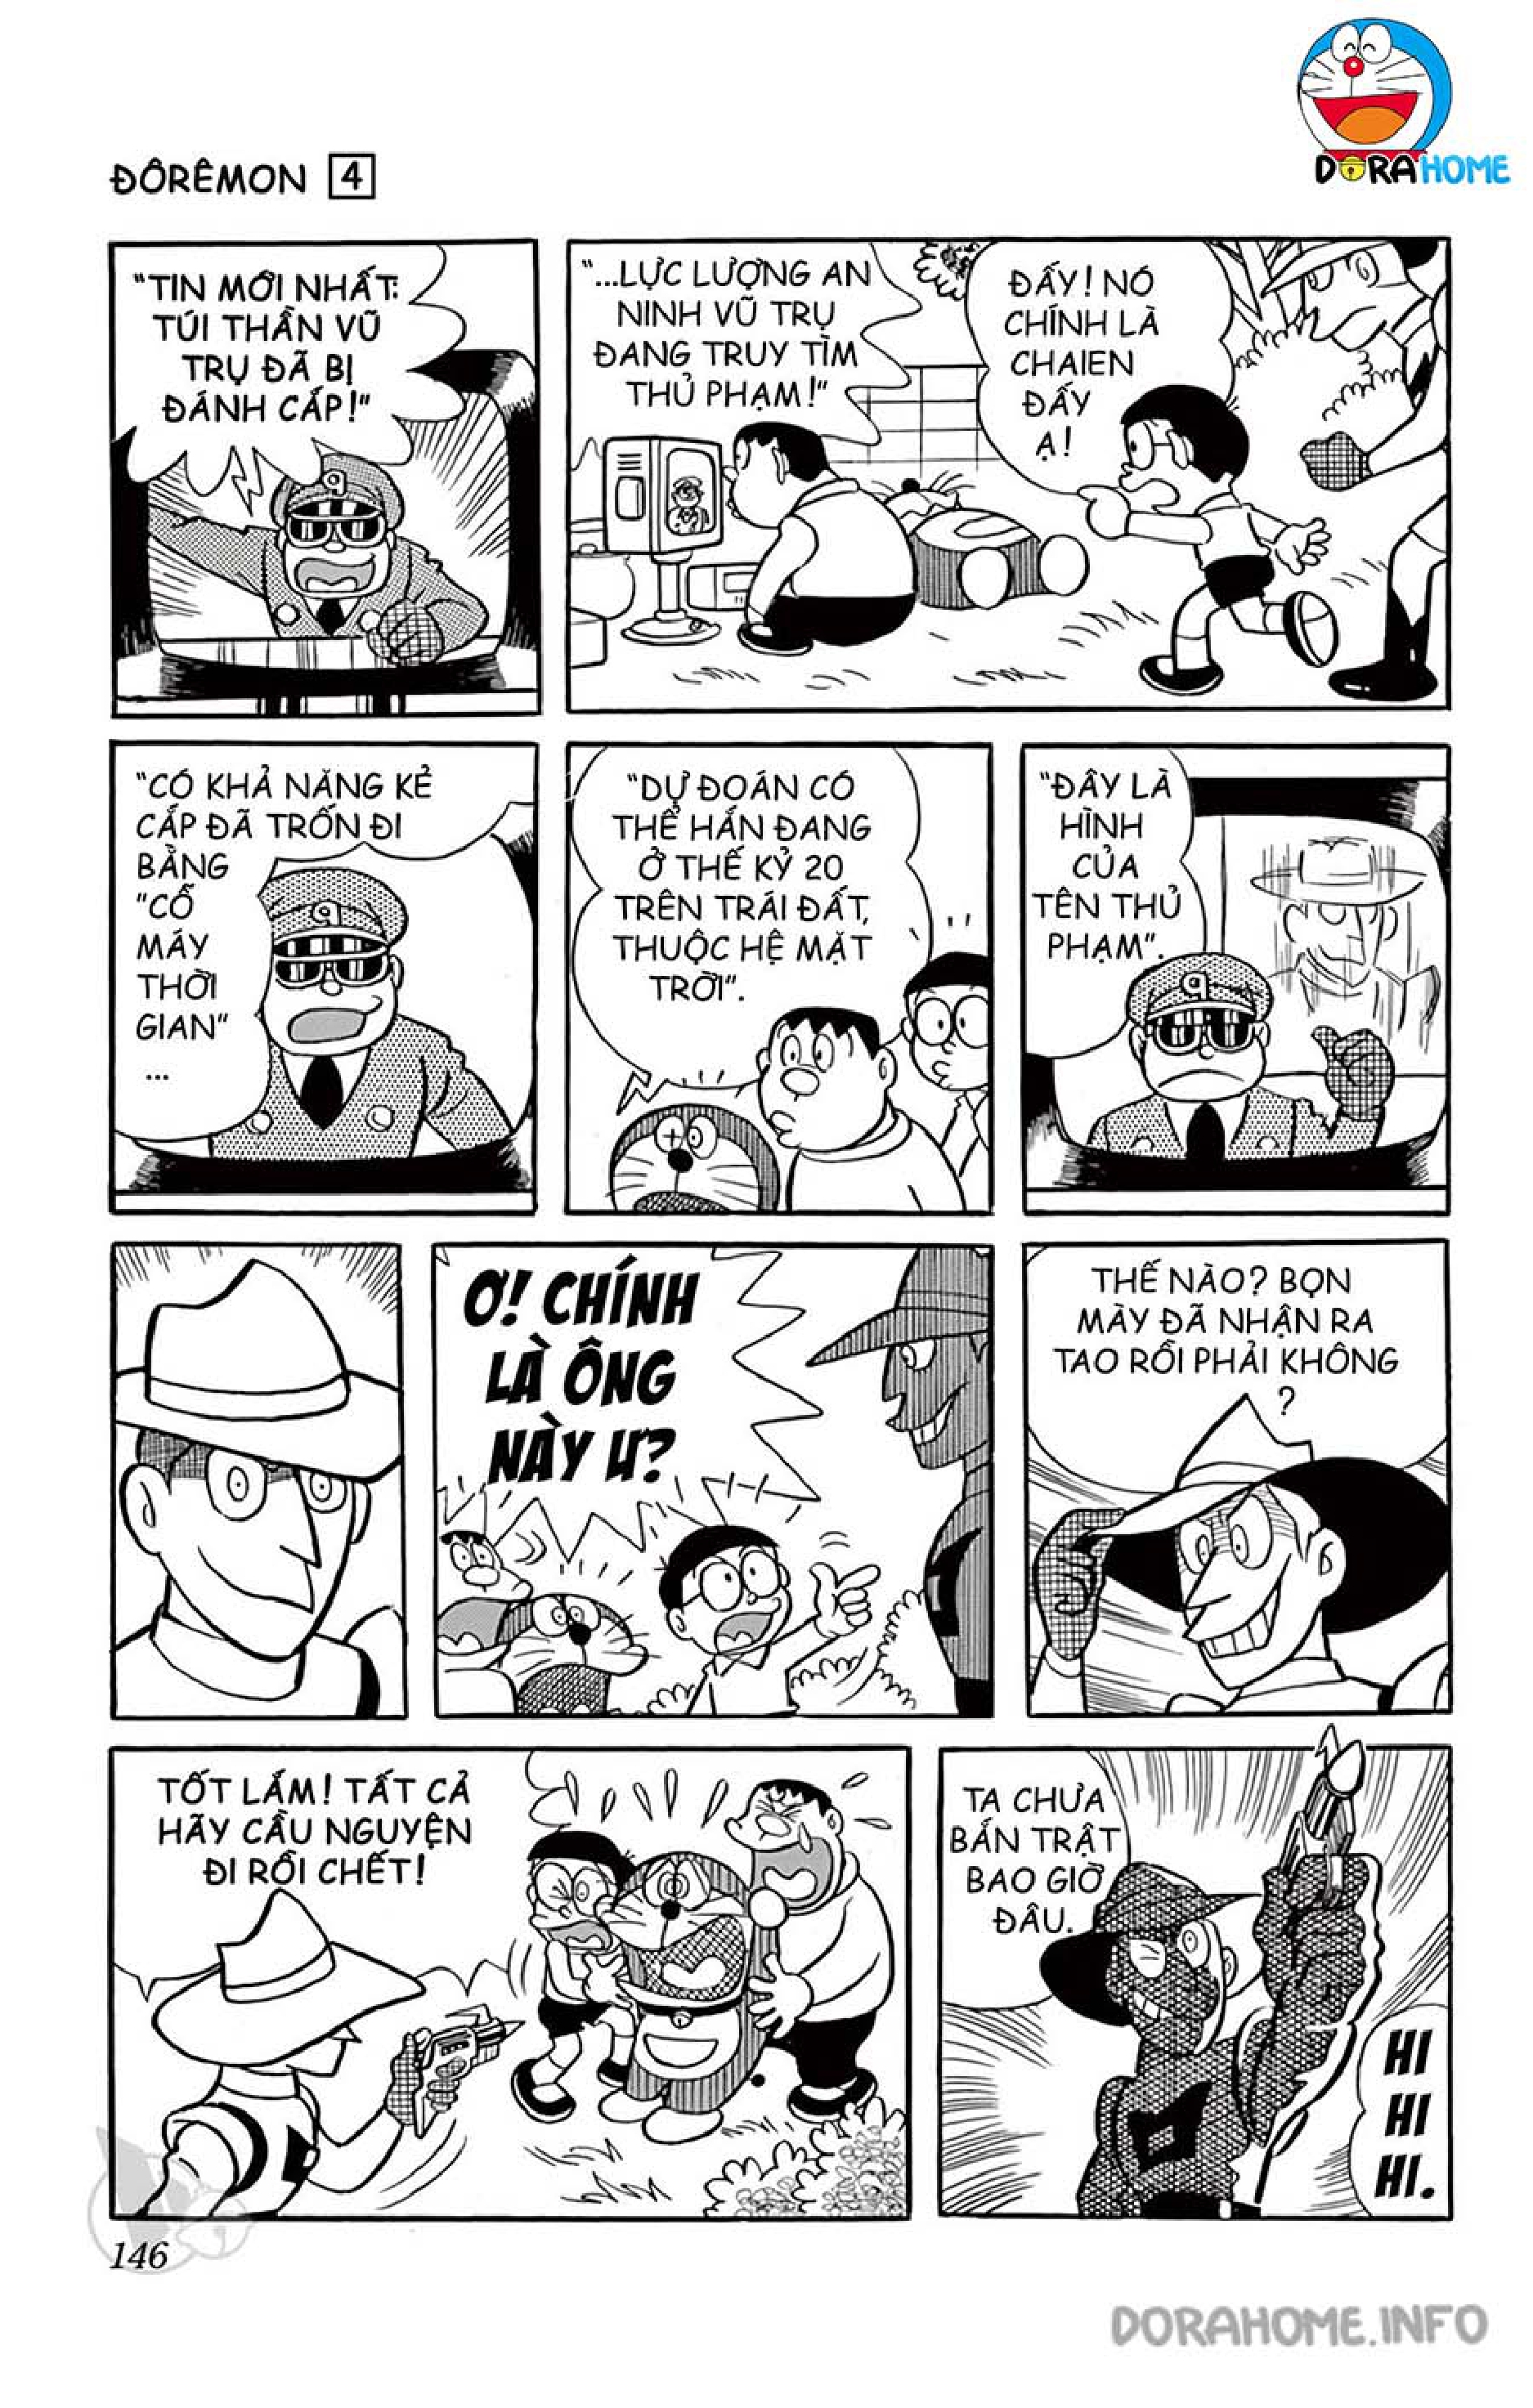 DORAHOME
ĐÔRÊMON 4
"TIN MỚI NHẤT:
TÚI THẦN VŨ
TRỤ ĐÃ BỊ
ĐÁNH CẮP!"
"...LỰC LƯỢNG AN
NINH VŨ TRỤ
ĐANG TRUY TÌM
THỦ PHẠM!"
ĐẤY! NÓ
CHÍNH LÀ
CHAIEN
ĐẤY
Ạ!
"CÓ KHẢ NĂNG KẺ
CẮP ĐÃ TRỐN ĐI
BẰNG
"CỖ
MÁY
THỜI
GIAN"
...
"DỰ ĐOÁN CÓ
THỂ HẮN ĐANG
Ở THẾ KỶ 20
TRÊN TRÁI ĐẤT,
THUỘC HỆ MẶT
TRỜI".
"ĐÂY LÀ
HÌNH
CỦA
TÊN THỦ
PHẠM".
Ơ! CHÍNH
LÀ ÔNG
NÀY Ư?
THẾ NÀO? BỌN
MÀY ĐÃ NHẬN RA
TAO RỒI PHẢI KHÔNG
?
TỐT LẮM! TẤT CẢ
HÃY CẦU NGUYỆN
ĐI RỒI CHẾT!
TA CHƯA
BẮN TRẬT
BAO GIỜ
ĐÂU.
HI
HI
HI.
146
DORAHOME.INFO